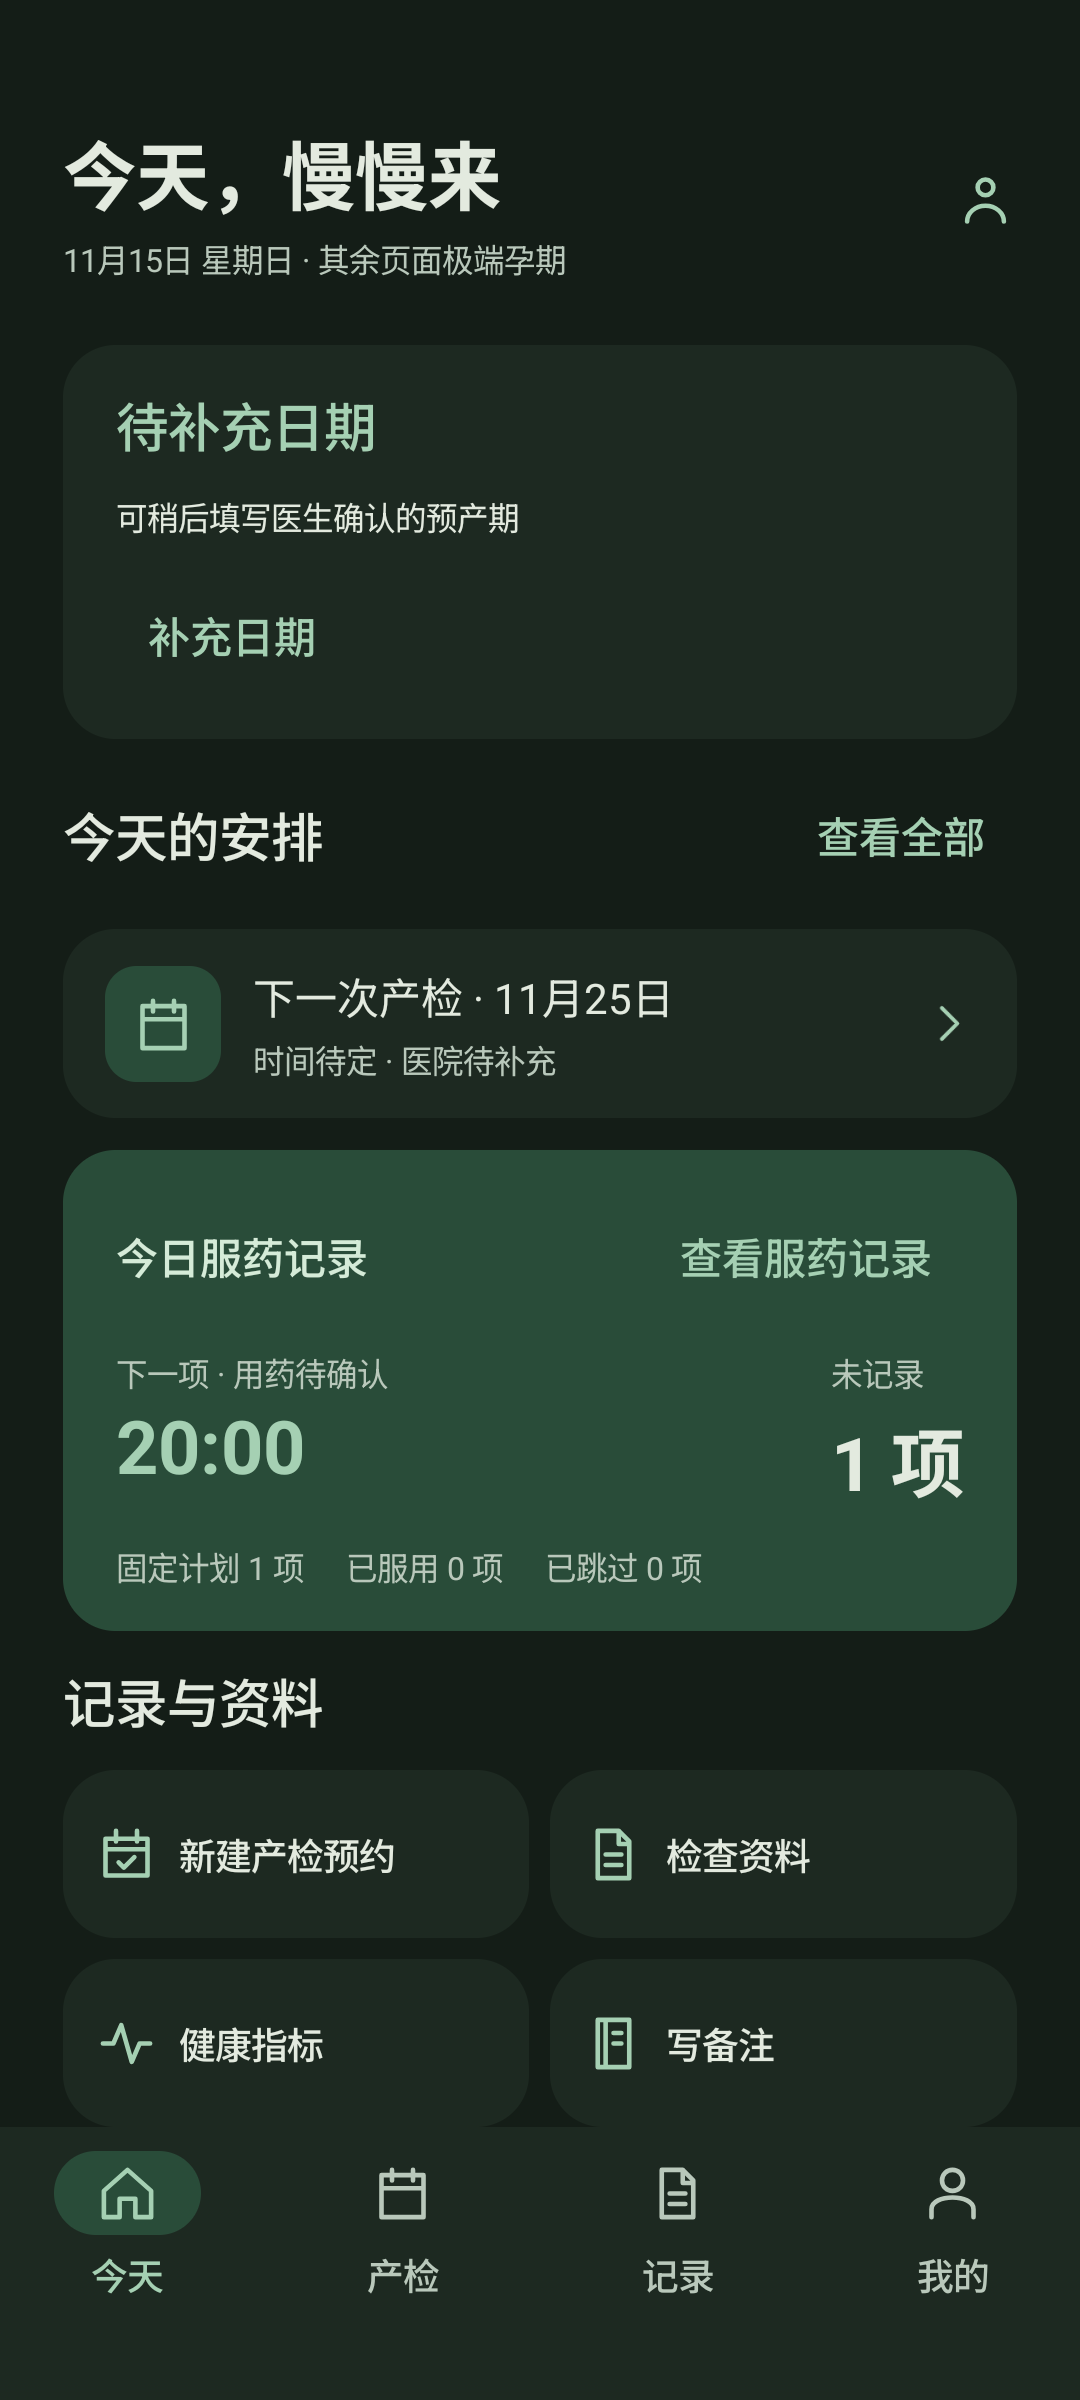 今天，慢慢来
11月15日 星期日 · 其余页面极端孕期
待补充日期
可稍后填写医生确认的预产期
补充日期
今天的安排
查看全部
下一次产检 · 11月25日
时间待定 · 医院待补充
今日服药记录
查看服药记录
下一项 · 用药待确认
未记录
20:00
1 项
固定计划 1 项
已服用 0 项
已跳过 0 项
记录与资料
新建产检预约
检查资料
健康指标
写备注
今天
产检
记录
我的